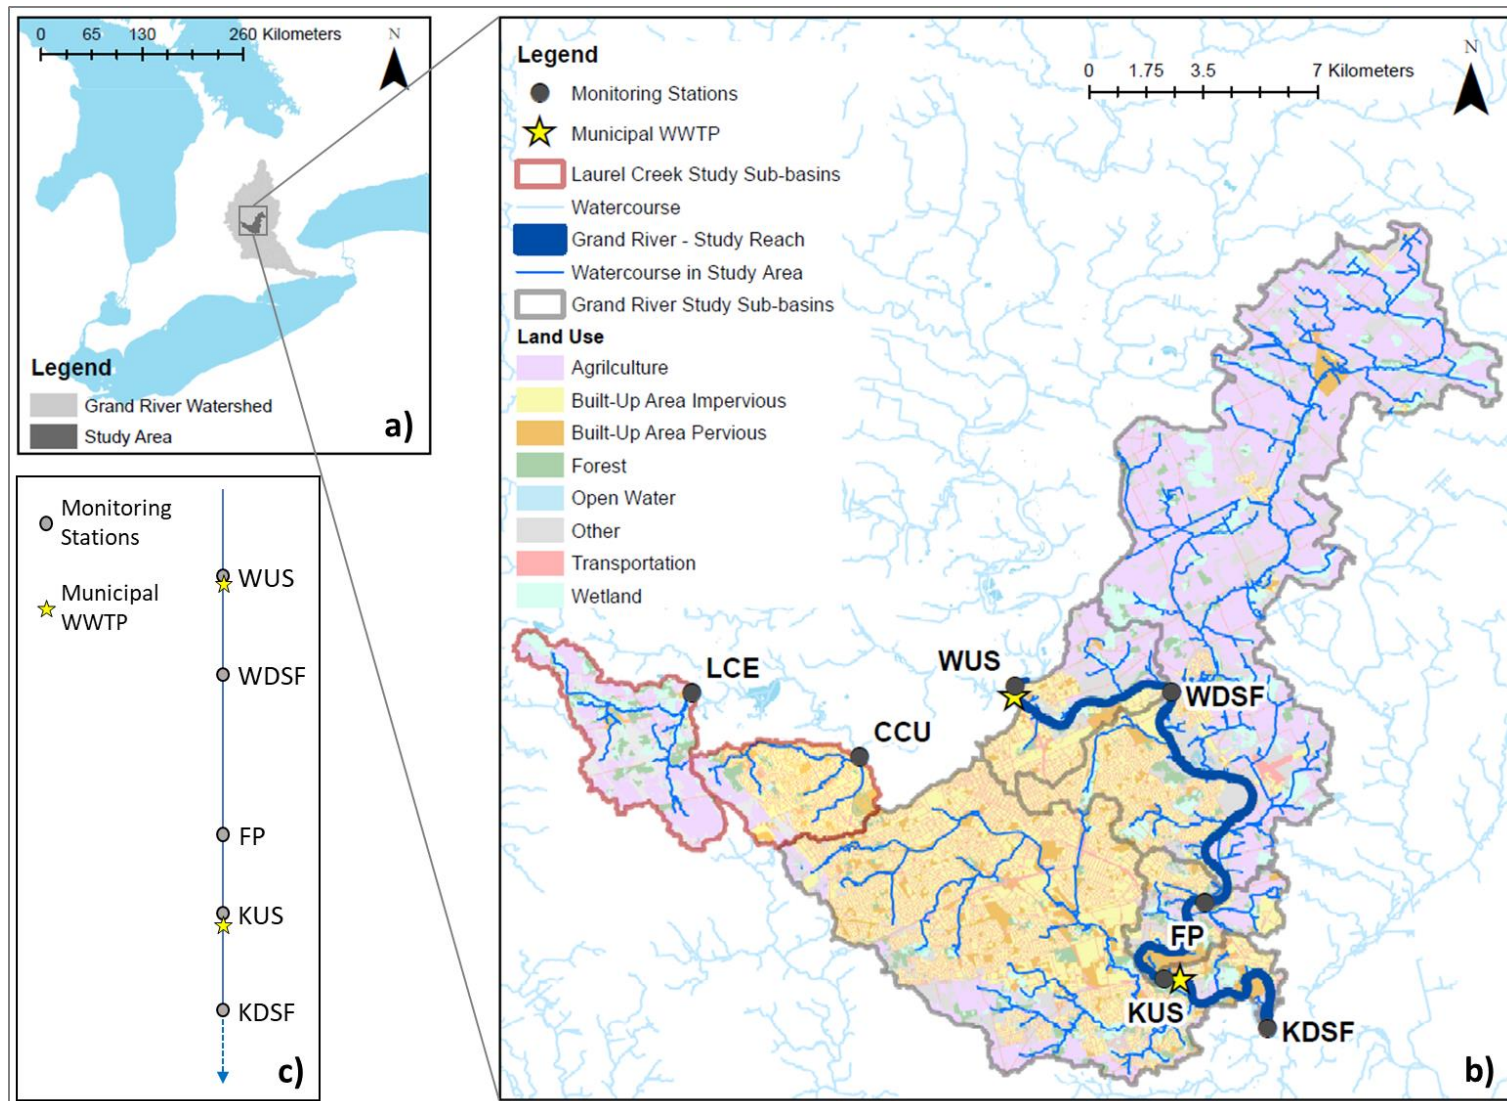 0 65 130 260 Kilometers
N
Legend
Grand River Watershed
Study Area
a)
Legend
Monitoring Stations
Municipal WWTP
Laurel Creek Study Sub-basins
Watercourse
Grand River - Study Reach
Watercourse in Study Area
Grand River Study Sub-basins
Land Use
Agrilculture
Built-Up Area Impervious
Built-Up Area Pervious
Forest
Open Water
Other
Transportation
Wetland
N
0 1.75 3.5 7 Kilometers
LCE
CCU
WUS
WDSF
FP
KUS
KDSF
b)
Monitoring
Stations
Municipal
WWTP
WUS
WDSF
FP
KUS
KDSF
c)